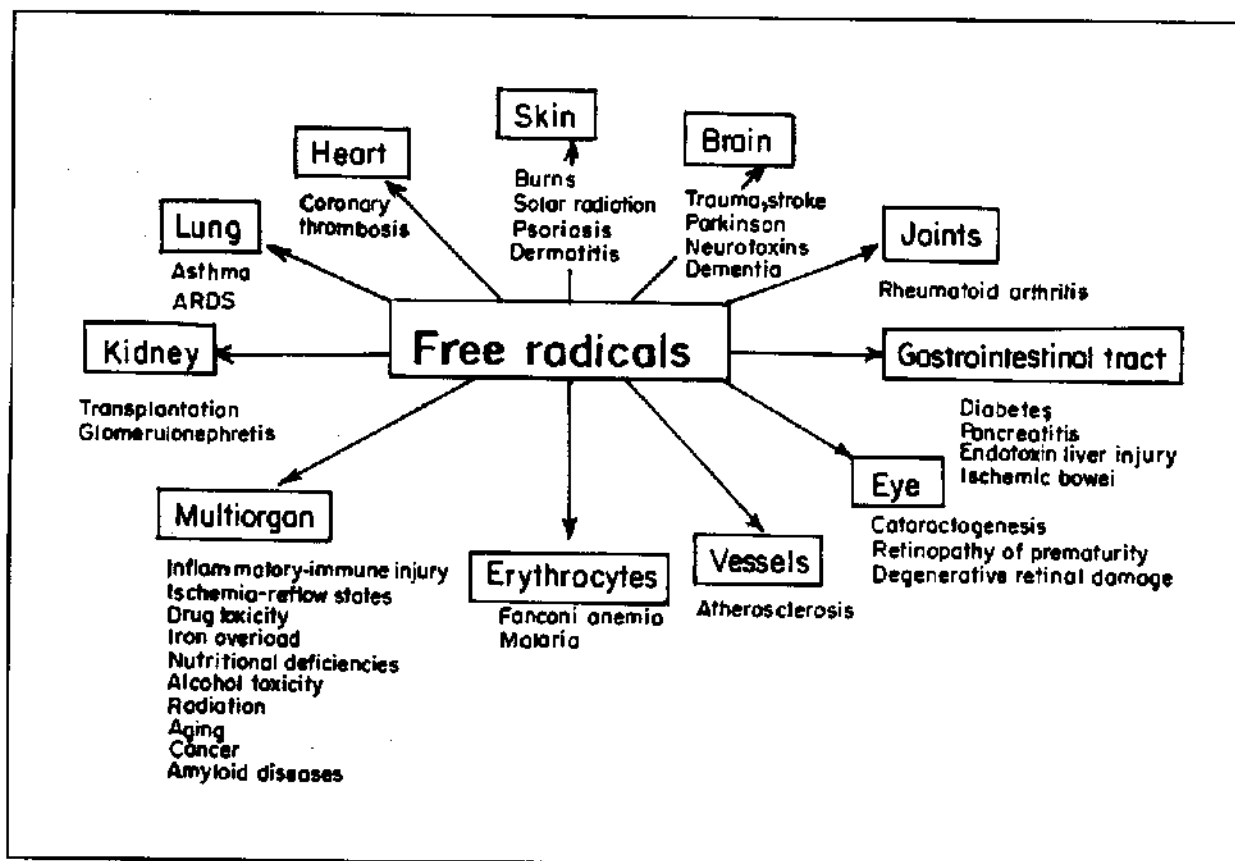 Skin
Burns
Solar radiation
Psoriasis
Dermatitis
Brain
Trauma,stroke
Parkinson
Neurotoxins
Dementia
Heart
Coronary
thrombosis
Lung
Asthma
ARDS
Joints
Rheumatoid arthritis
Free radicals
Kidney
Transplantation
Glomerulonephretis
Gastrointestinal tract
Diabetes
Pancreatitis
Endotoxin liver injury
Ischemic bowel
Eye
Cataractogenesis
Retinopathy of prematurity
Degenerative retinal damage
Multiorgan
Inflammatory-immune injury
Ischemia-reflow states
Drug toxicity
Iron overload
Nutritional deficiencies
Alcohol toxicity
Radiation
Aging
Cancer
Amyloid diseases
Erythrocytes
Fanconi anemia
Malaria
Vessels
Atherosclerosis